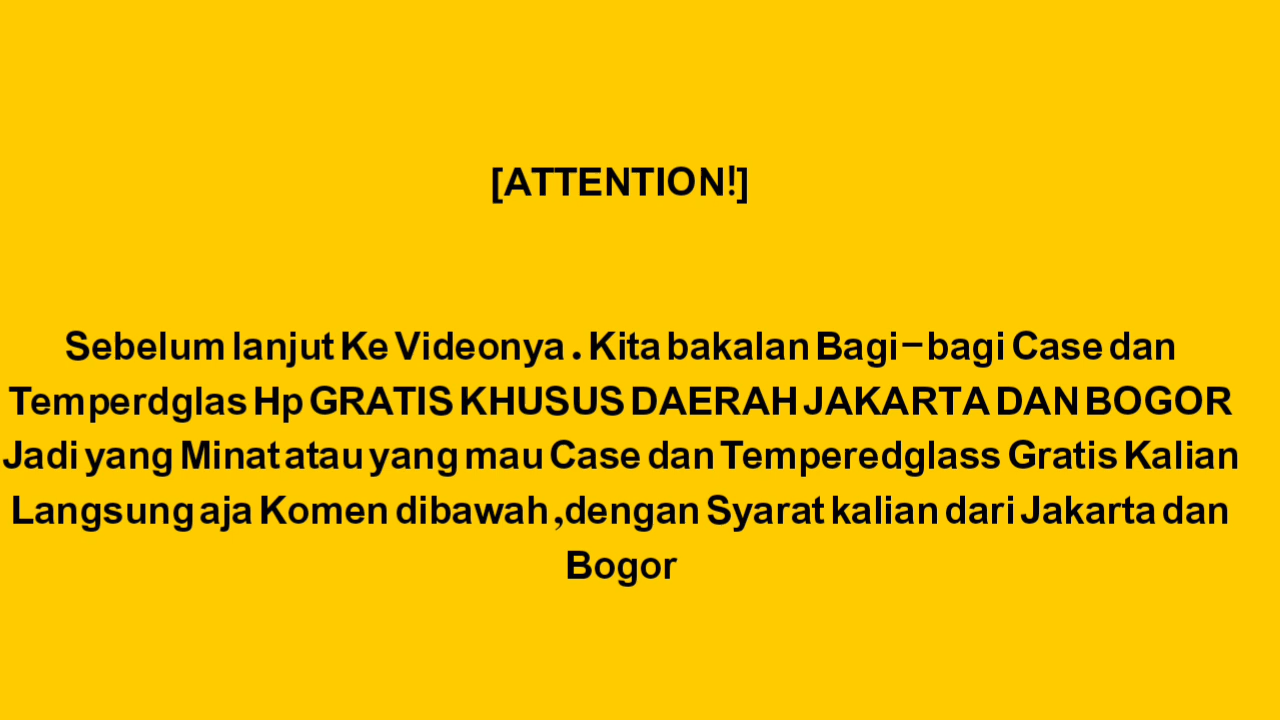 [ATTENTION!]
Sebelum lanjut Ke Videonya . Kita bakalan Bagi-bagi Case dan
Temperdglas Hp GRATIS KHUSUS DAERAH JAKARTA DAN BOGOR
Jadi yang Minat atau yang mau Case dan Temperedglass Gratis Kalian
Langsung aja Komen dibawah ,dengan Syarat kalian dari Jakarta dan
Bogor